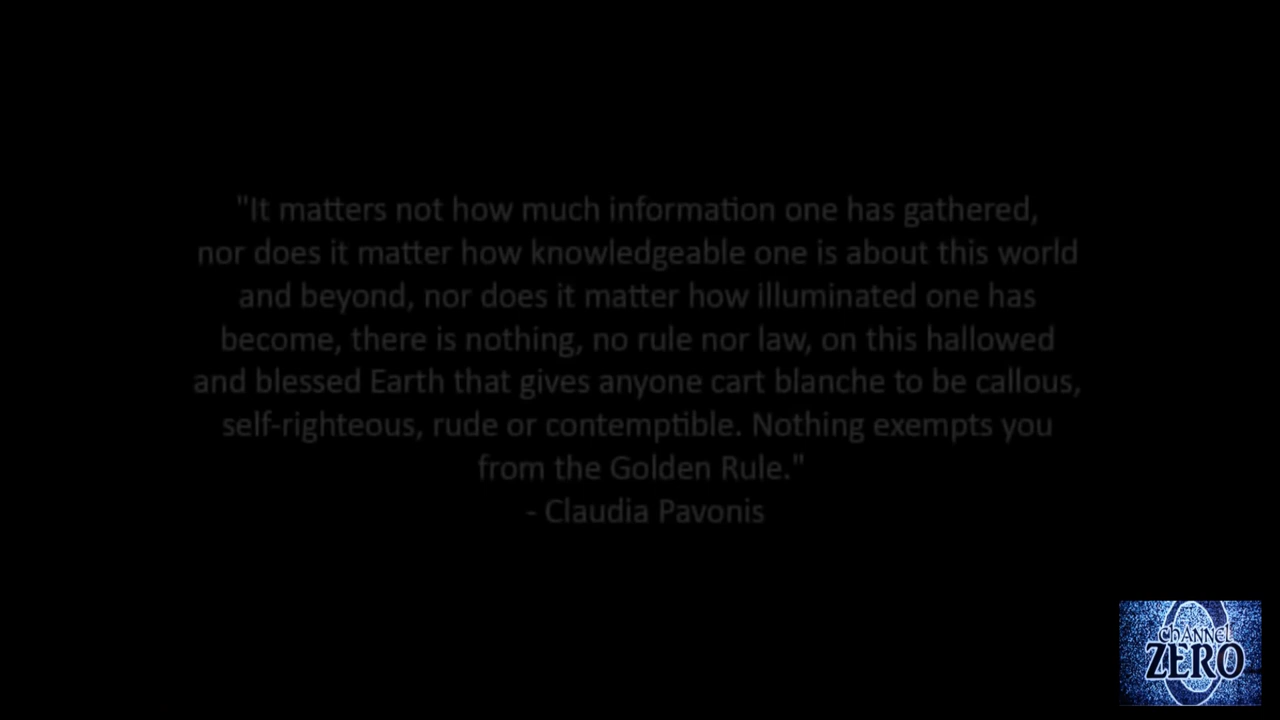 "It matters not how much information one has gathered,
nor does it matter how knowledgeable one is about this world
and beyond, nor does it matter how illuminated one has
become, there is nothing, no rule nor law, on this hallowed
and blessed Earth that gives anyone cart blanche to be callous,
self-righteous, rude or contemptible. Nothing exempts you
from the Golden Rule."
- Claudia Pavonis
channel
ZERO